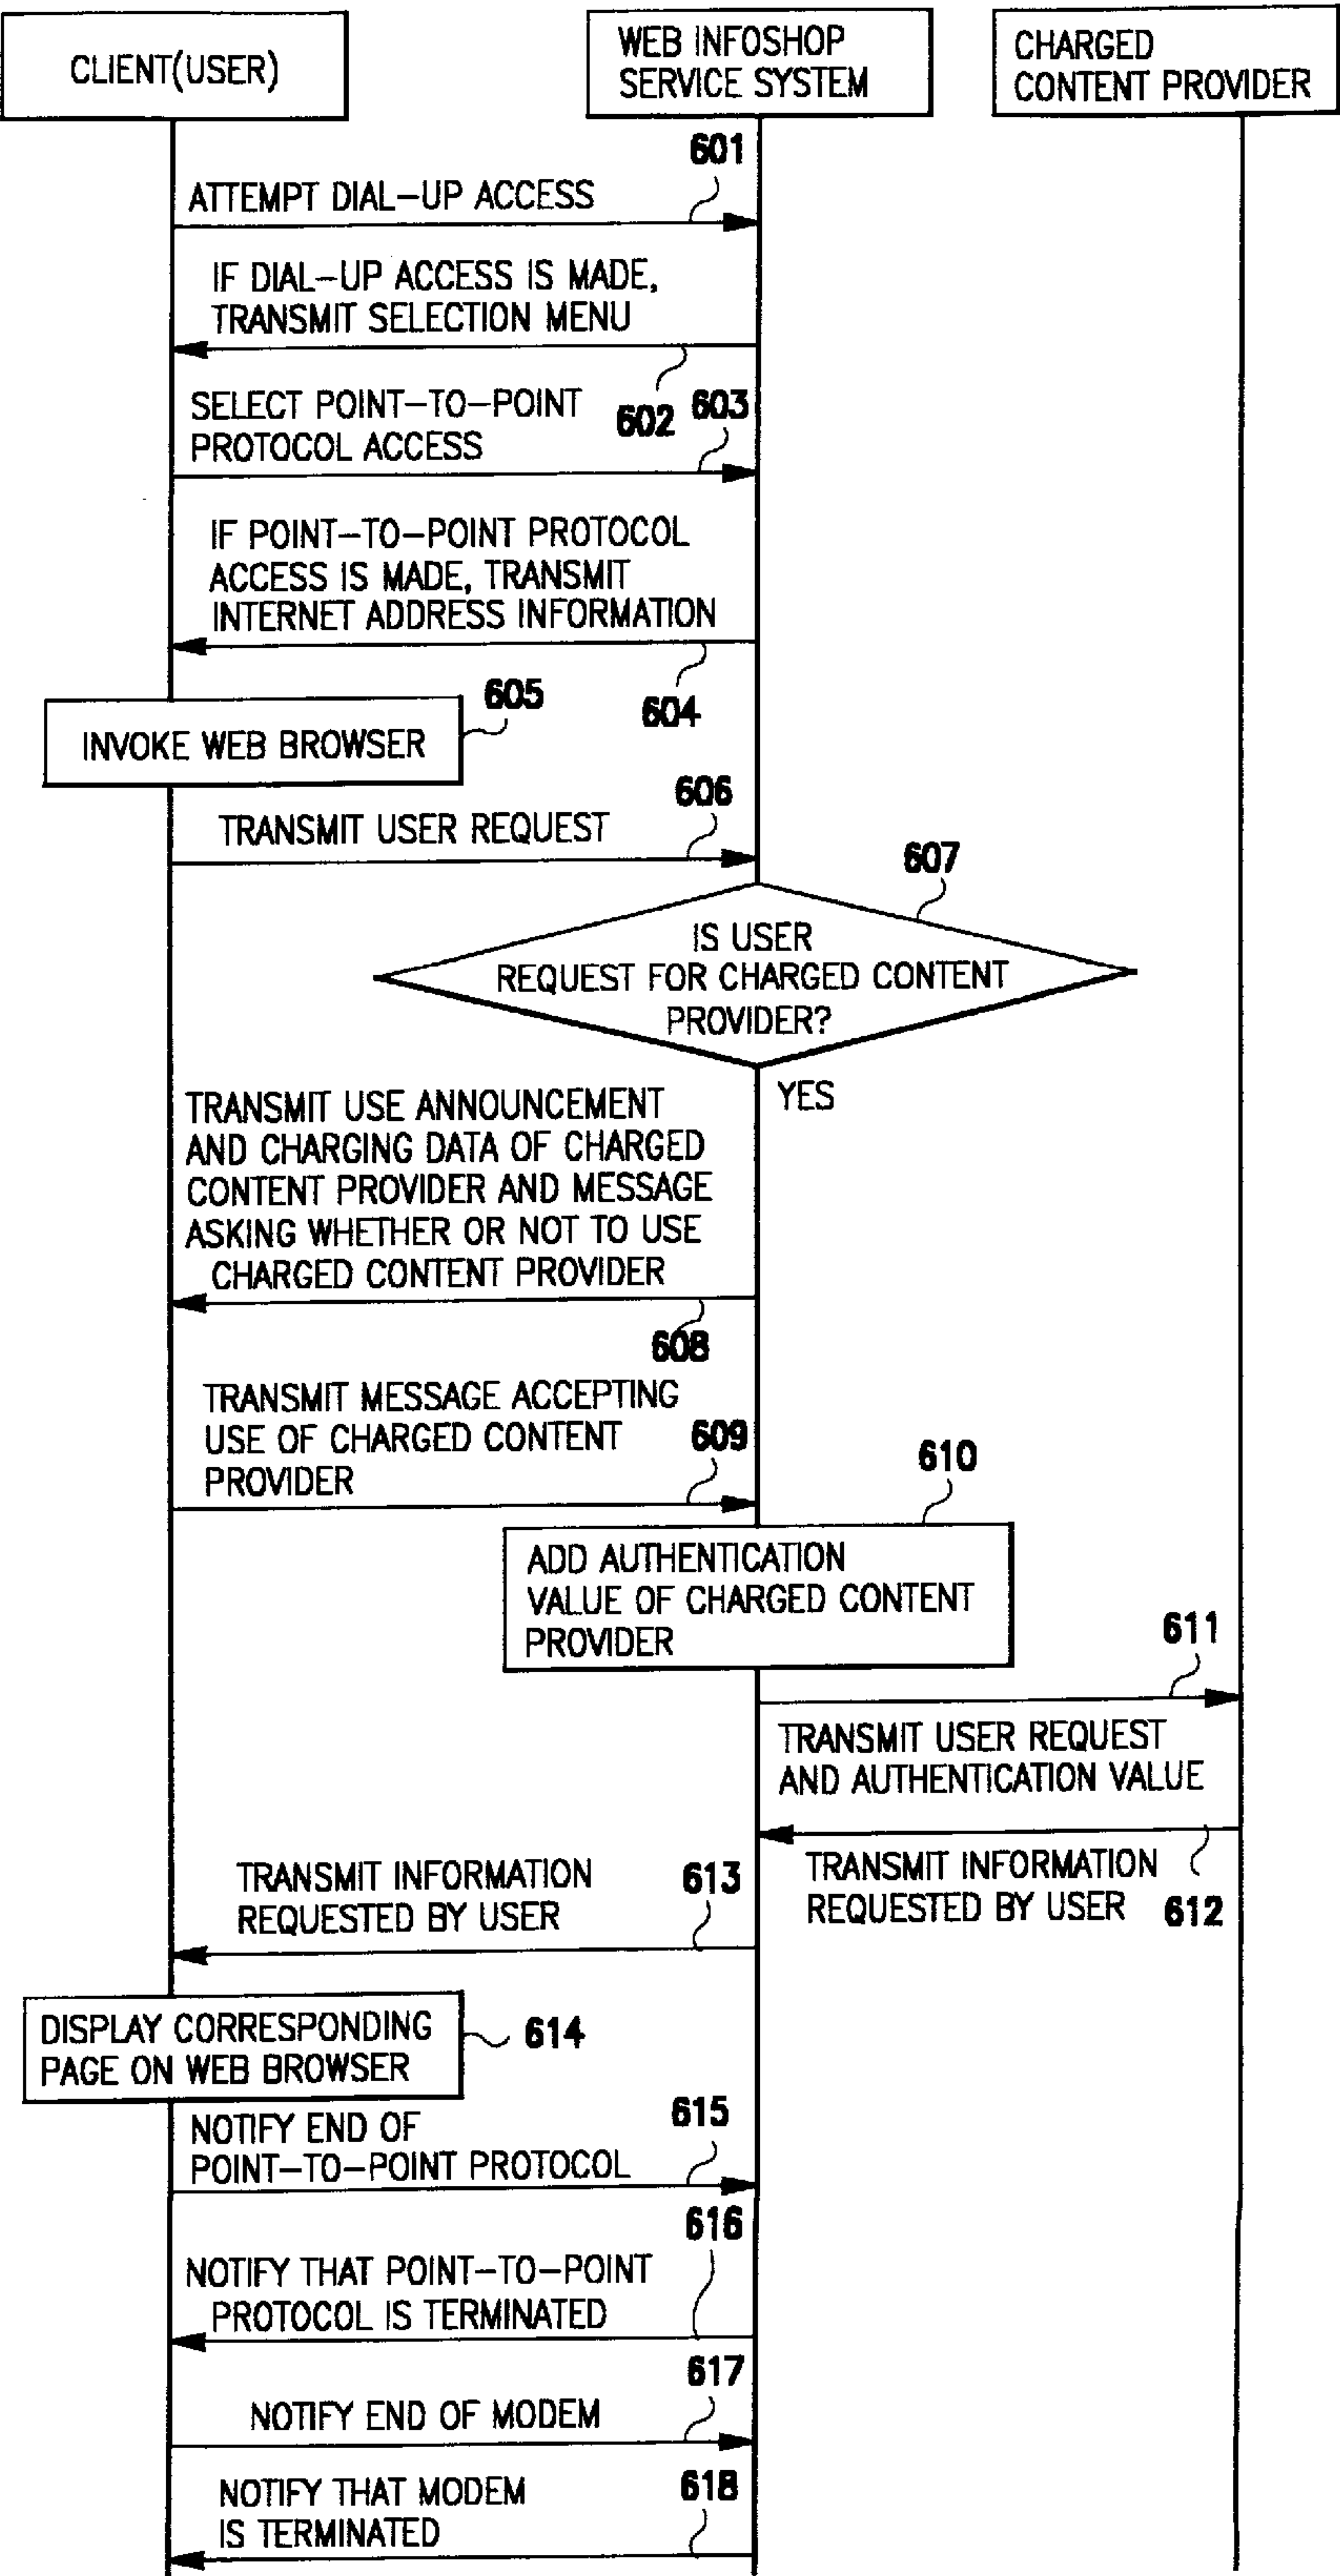 CLIENT(USER)
WEB INFOSHOP
SERVICE SYSTEM
CHARGED
CONTENT PROVIDER
601
ATTEMPT DIAL-UP ACCESS
IF DIAL-UP ACCESS IS MADE,
TRANSMIT SELECTION MENU
602
SELECT POINT-TO-POINT
PROTOCOL ACCESS
603
IF POINT-TO-POINT PROTOCOL
ACCESS IS MADE, TRANSMIT
INTERNET ADDRESS INFORMATION
604
605
INVOKE WEB BROWSER
606
TRANSMIT USER REQUEST
607
IS USER
REQUEST FOR CHARGED CONTENT
PROVIDER?
YES
TRANSMIT USE ANNOUNCEMENT
AND CHARGING DATA OF CHARGED
CONTENT PROVIDER AND MESSAGE
ASKING WHETHER OR NOT TO USE
CHARGED CONTENT PROVIDER
608
TRANSMIT MESSAGE ACCEPTING
USE OF CHARGED CONTENT
PROVIDER
609
610
ADD AUTHENTICATION
VALUE OF CHARGED CONTENT
PROVIDER
611
TRANSMIT USER REQUEST
AND AUTHENTICATION VALUE
TRANSMIT INFORMATION
REQUESTED BY USER
612
TRANSMIT INFORMATION
REQUESTED BY USER
613
DISPLAY CORRESPONDING
PAGE ON WEB BROWSER
614
NOTIFY END OF
POINT-TO-POINT PROTOCOL
615
616
NOTIFY THAT POINT-TO-POINT
PROTOCOL IS TERMINATED
617
NOTIFY END OF MODEM
618
NOTIFY THAT MODEM
IS TERMINATED